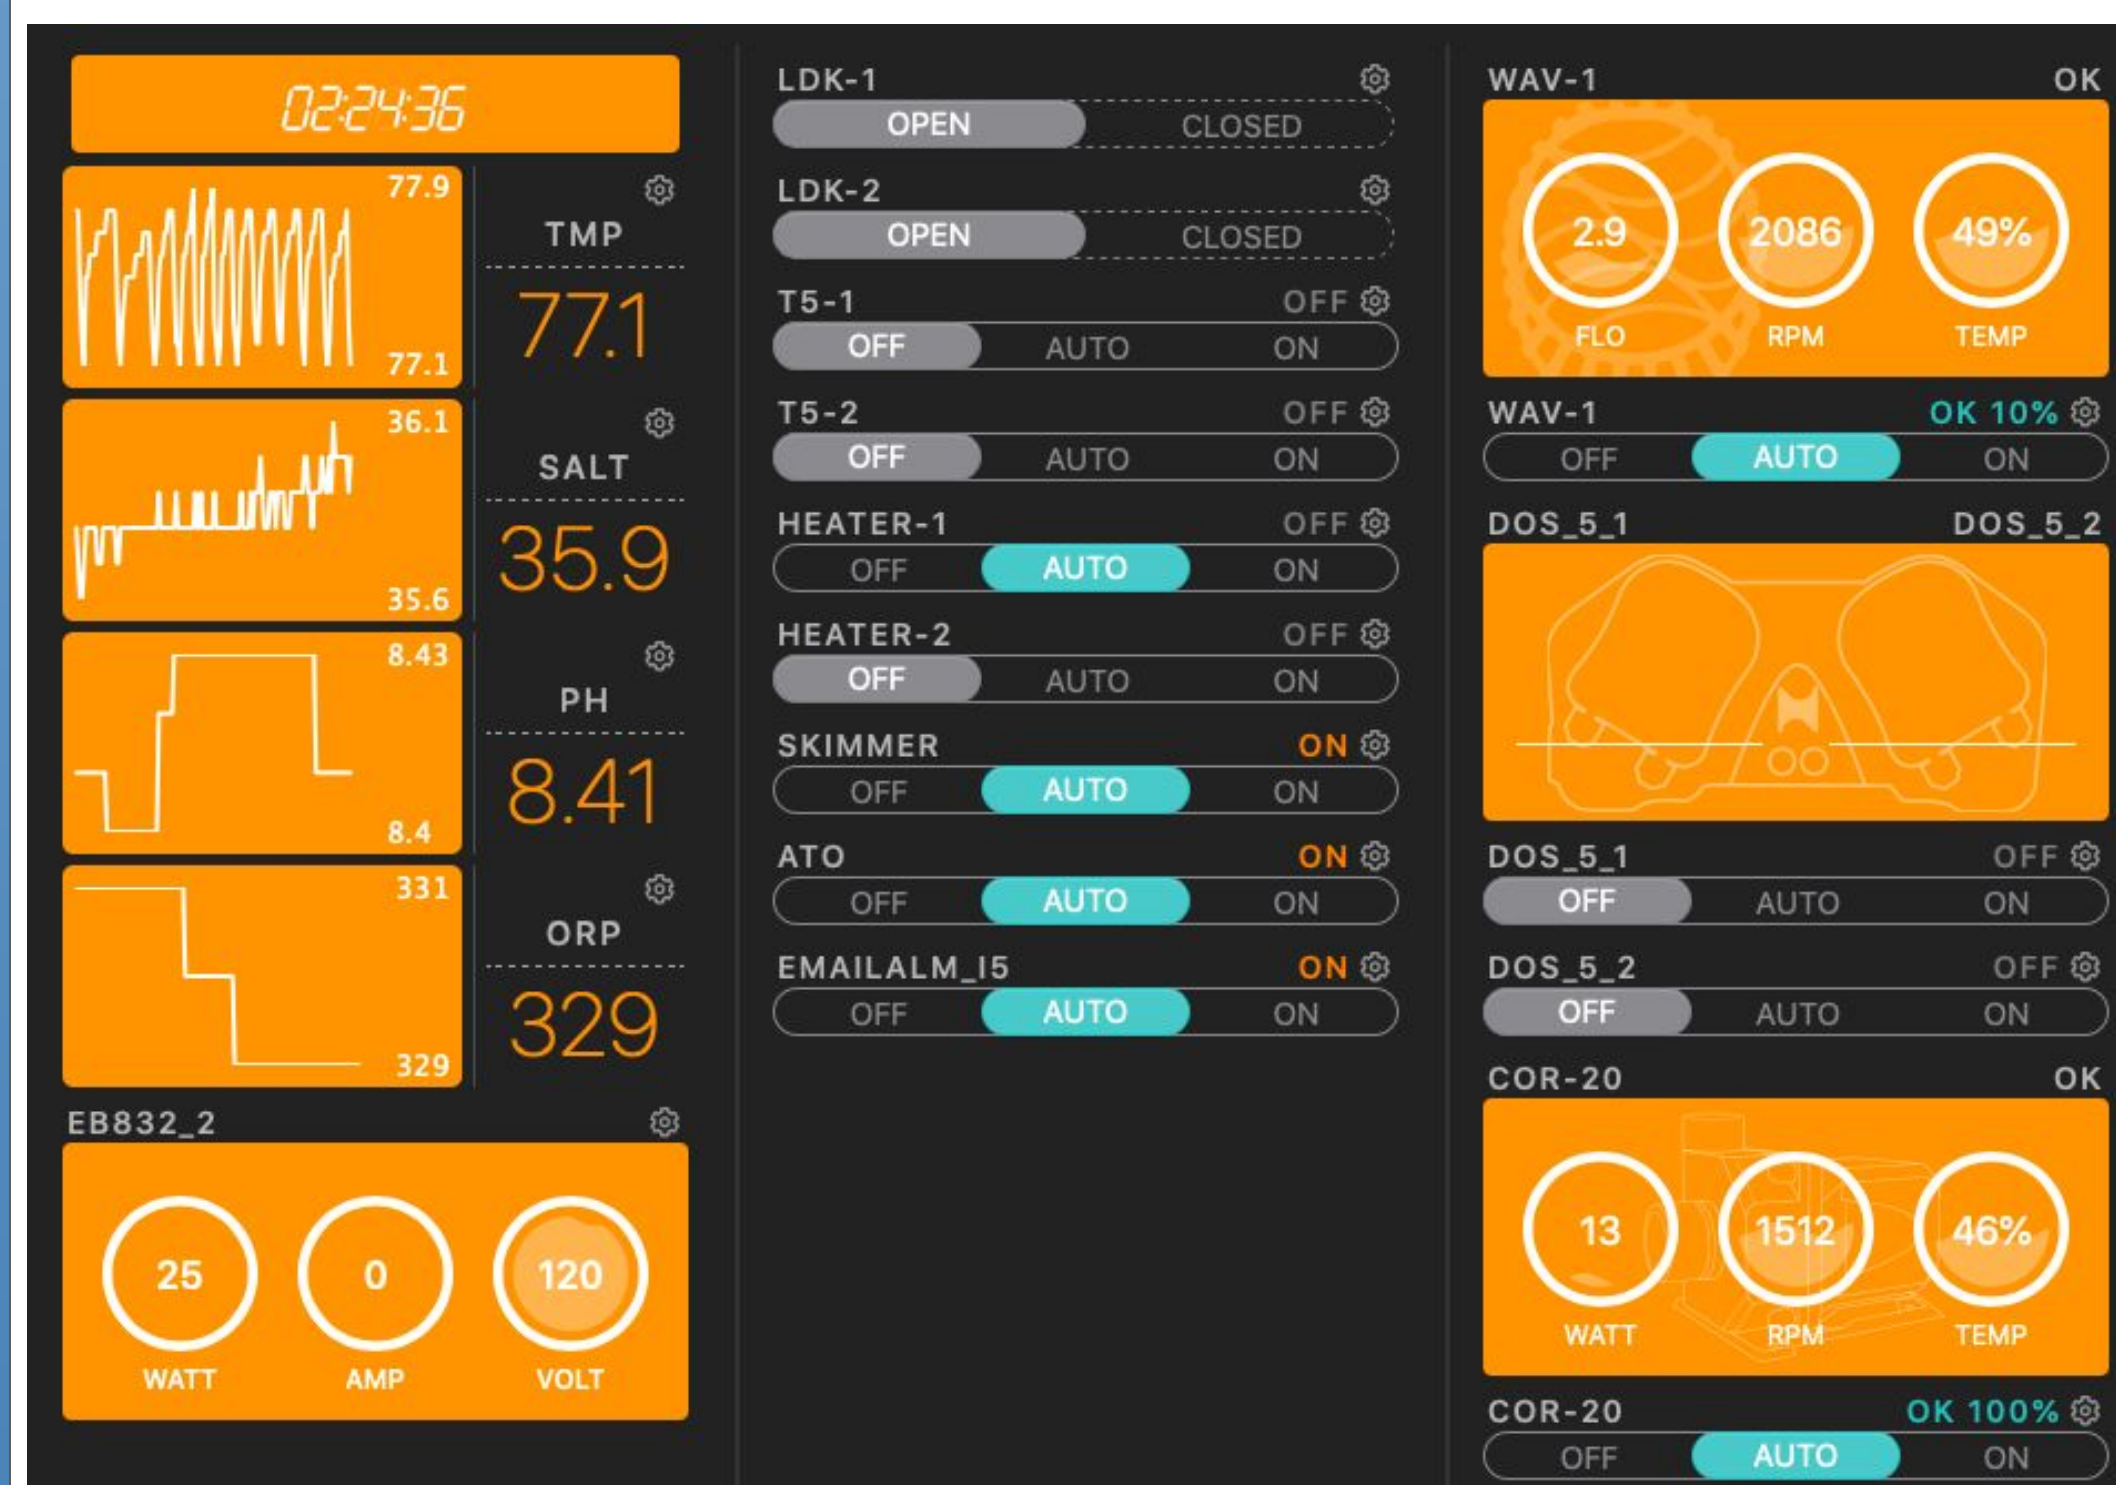 02:24:36
77.9
77.1
TMP
77.1
36.1
35.6
SALT
35.9
8.43
8.4
PH
8.41
331
329
ORP
329
EB832_2
25 0 120
WATT AMP VOLT
LDK-1
OPEN CLOSED
LDK-2
OPEN CLOSED
T5-1 OFF
OFF AUTO ON
T5-2 OFF
OFF AUTO ON
HEATER-1 OFF
OFF AUTO ON
HEATER-2 OFF
OFF AUTO ON
SKIMMER ON
OFF AUTO ON
ATO ON
OFF AUTO ON
EMAILALM_I5 ON
OFF AUTO ON
WAV-1 OK
2.9 2086 49%
FLO RPM TEMP
WAV-1 OK 10%
OFF AUTO ON
DOS_5_1 DOS_5_2
DOS_5_1 OFF
OFF AUTO ON
DOS_5_2 OFF
OFF AUTO ON
COR-20 OK
13 1512 46%
WATT RPM TEMP
COR-20 OK 100%
OFF AUTO ON